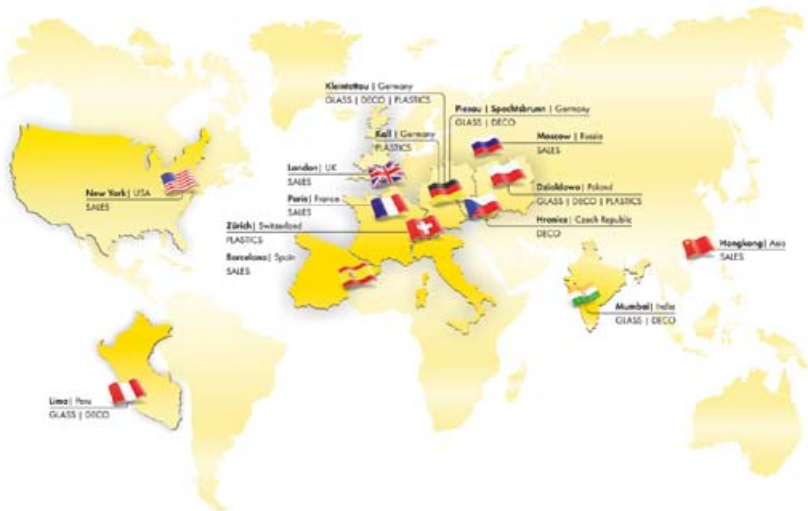 Kleintettau | Germany
GLASS | DECO | PLASTICS
Piesau | Spechtsbrunn | Germany
GLASS | DECO
Kall | Germany
PLASTICS
Moscow | Russia
SALES
London | UK
SALES
New York | USA
SALES
Dzialdowo | Poland
GLASS | DECO | PLASTICS
Paris | France
SALES
Zürich | Switzerland
PLASTICS
Hranice | Czech Republic
DECO
Barcelona | Spain
SALES
Hongkong | Asia
SALES
Mumbai | India
GLASS | DECO
Lima | Peru
GLASS | DECO